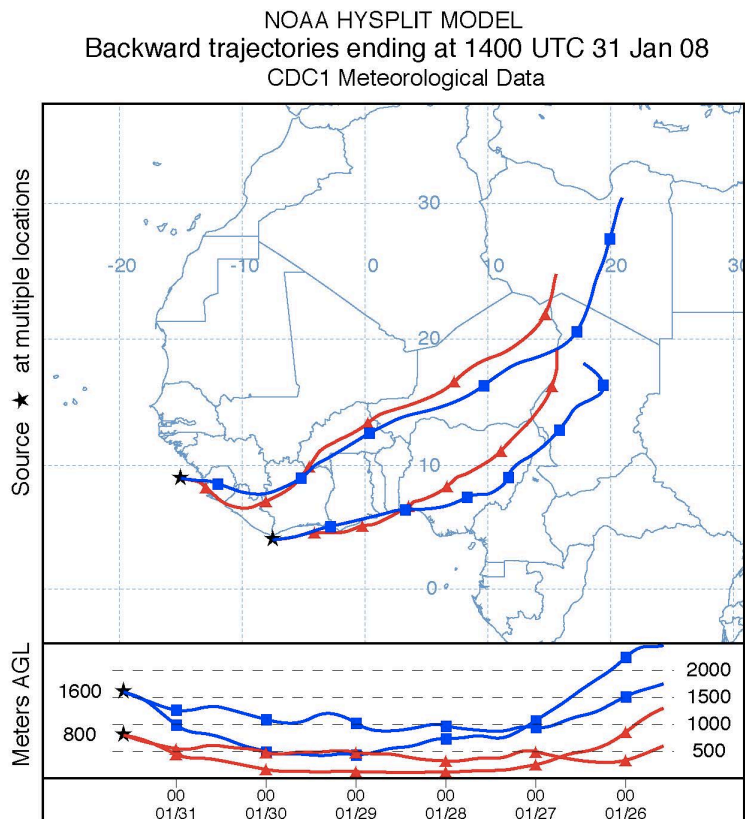 NOAA HYSPLIT MODEL
Backward trajectories ending at 1400 UTC 31 Jan 08
CDC1 Meteorological Data
Source ★ at multiple locations
30
-20
-10
0
10
20
30
20
10
0
Meters AGL
1600
800
2000
1500
1000
500
00 00 00 00 00 00
01/31 01/30 01/29 01/28 01/27 01/26